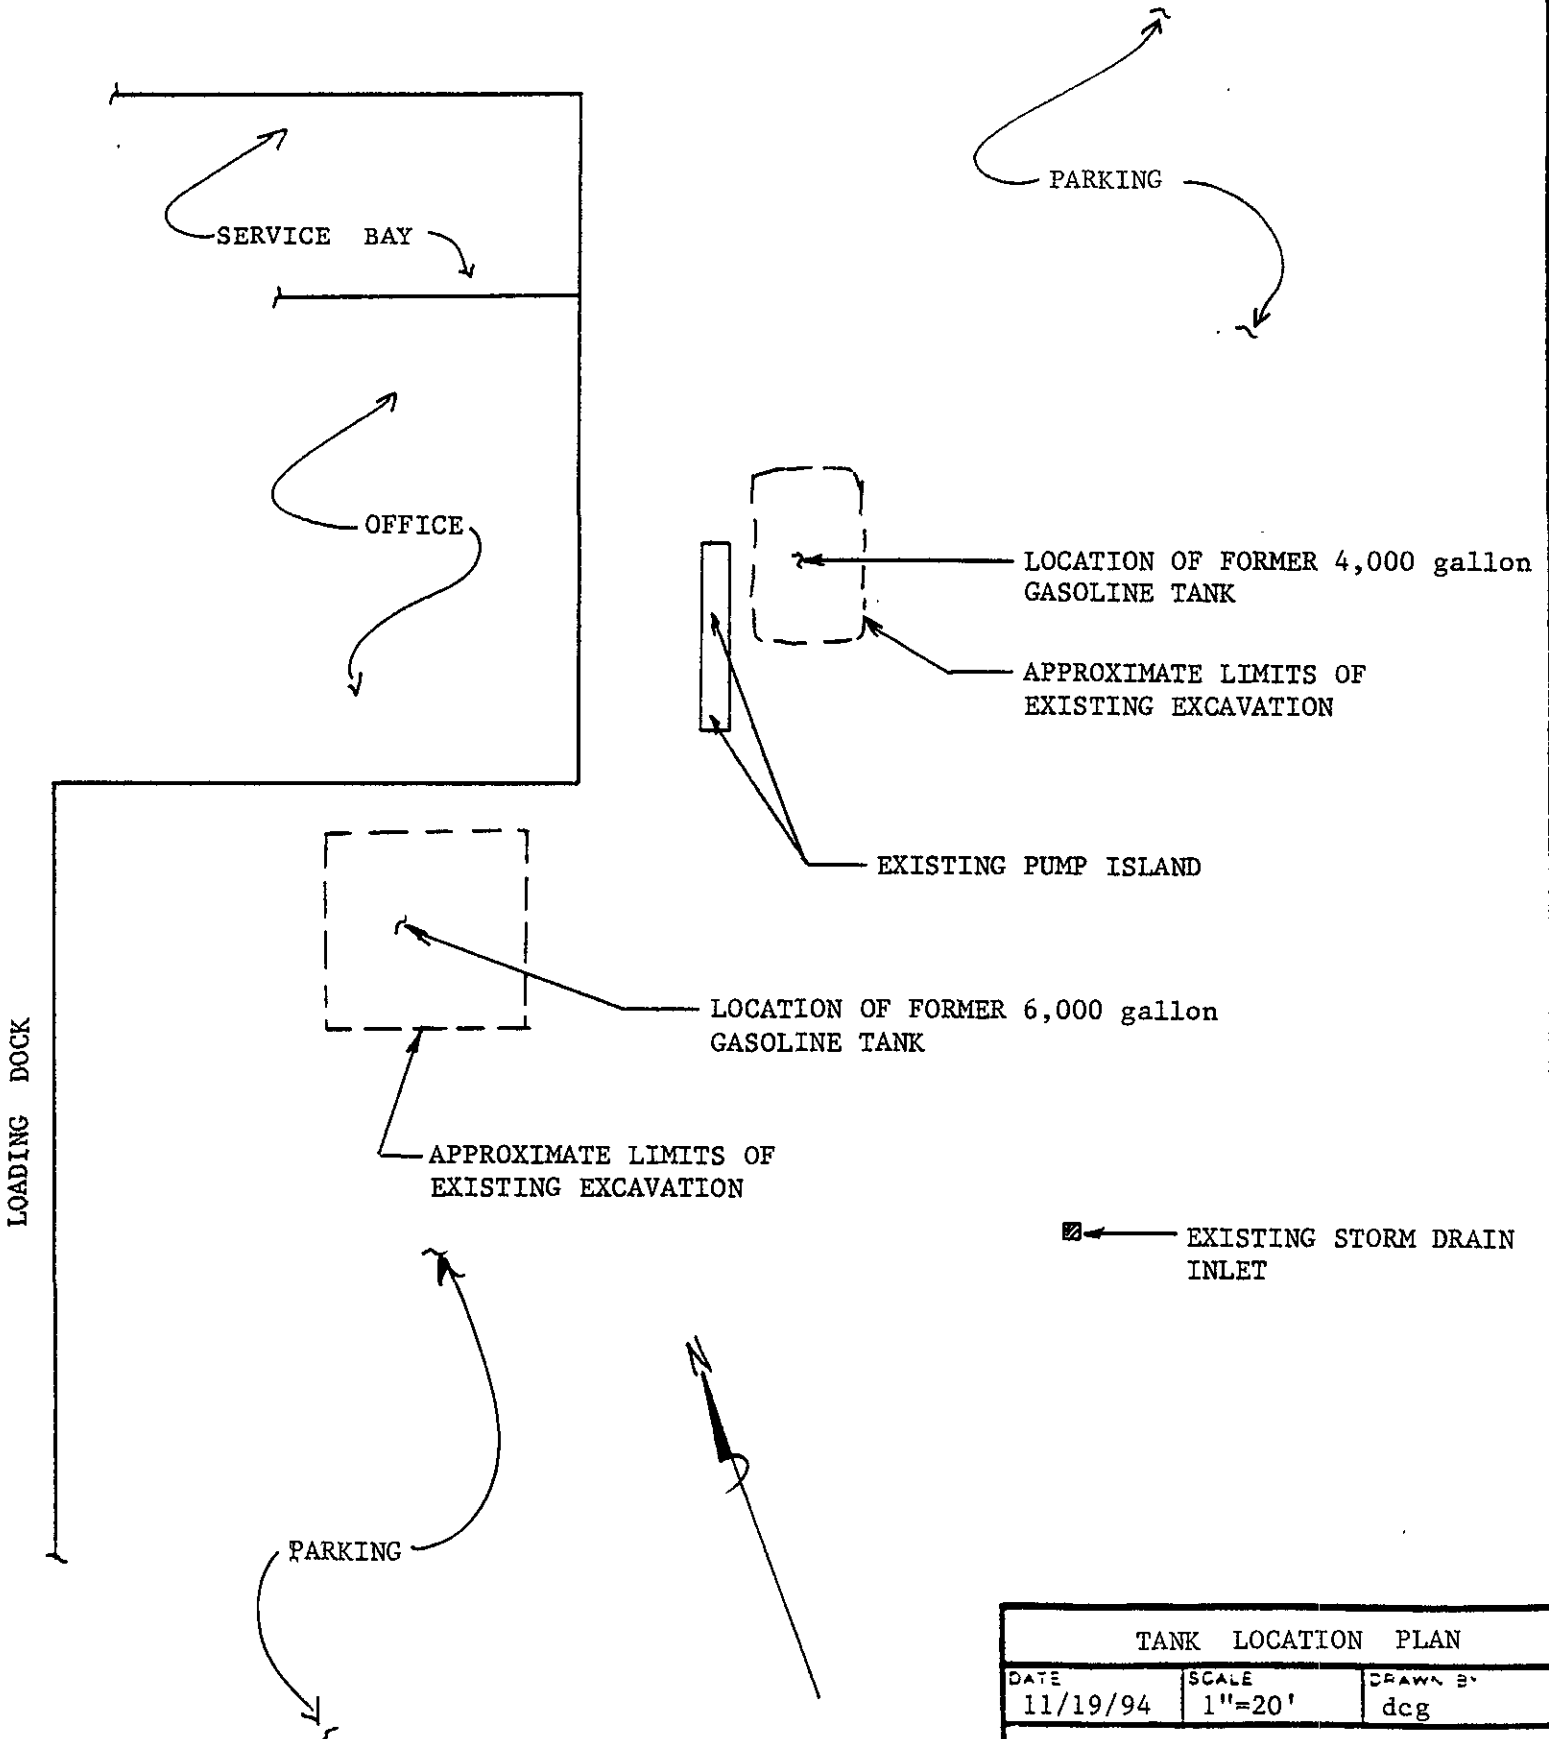 PARKING
SERVICE BAY
OFFICE
LOCATION OF FORMER 4,000 gallon
GASOLINE TANK
APPROXIMATE LIMITS OF
EXISTING EXCAVATION
EXISTING PUMP ISLAND
LOCATION OF FORMER 6,000 gallon
GASOLINE TANK
LOADING DOCK
APPROXIMATE LIMITS OF
EXISTING EXCAVATION
EXISTING STORM DRAIN
INLET
N
PARKING
TANK LOCATION PLAN
DATE
11/19/94
SCALE
1"=20'
DRAWN BY
dcg